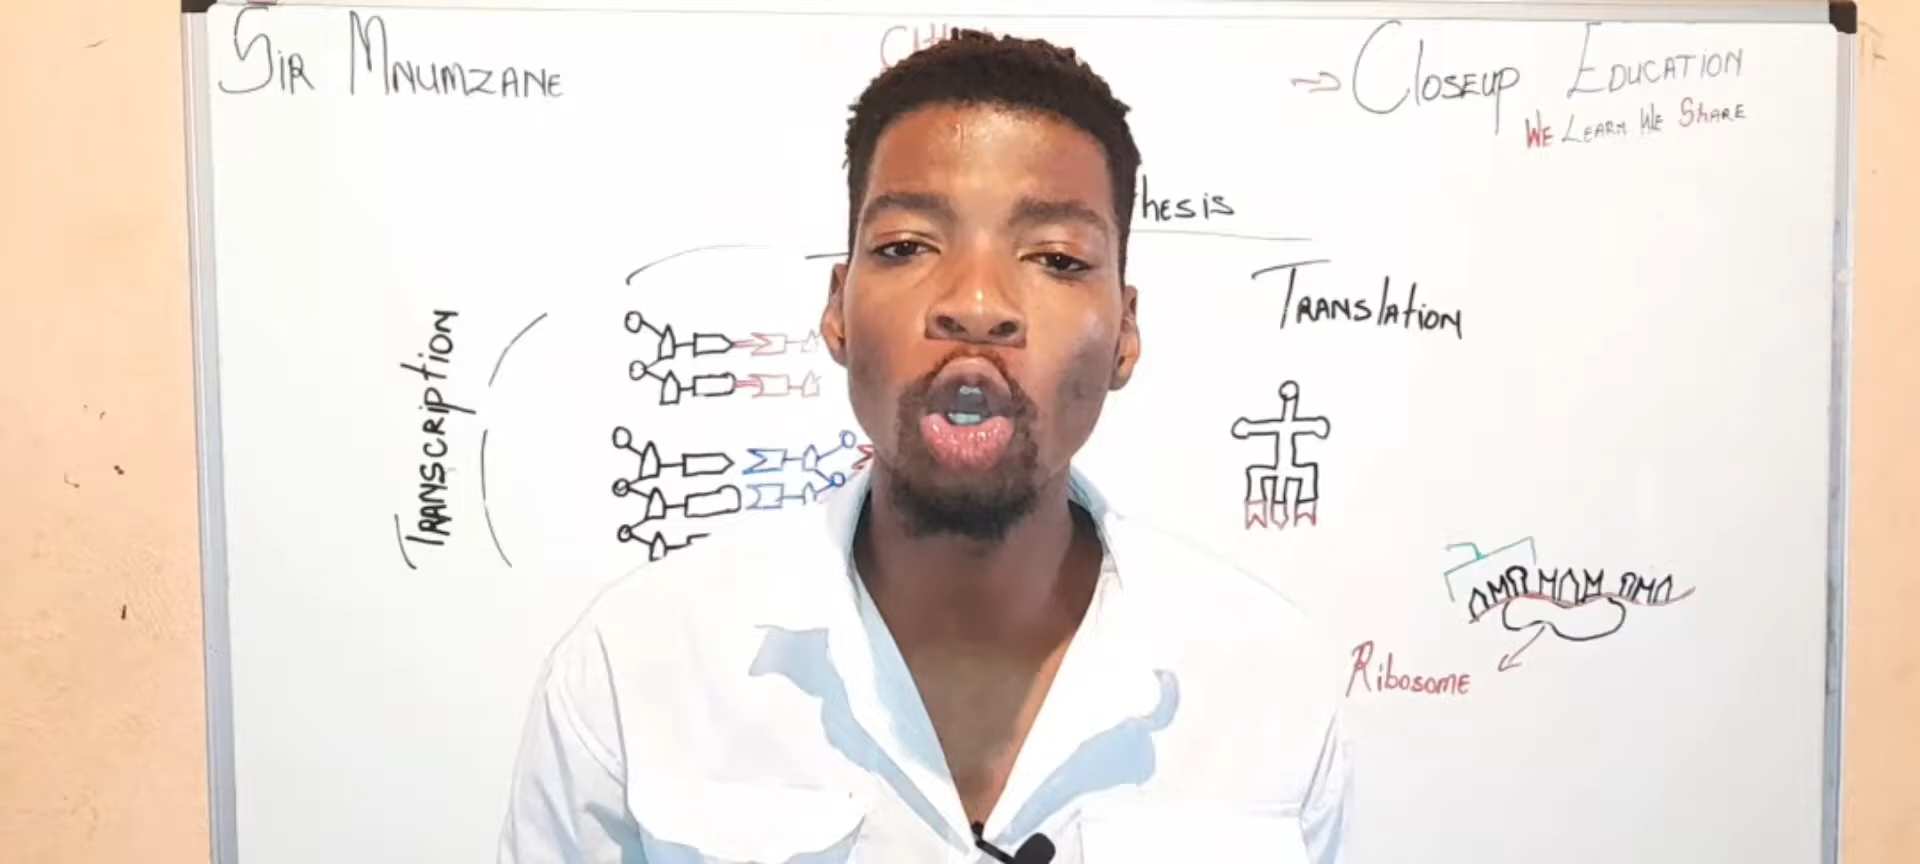 SIR MNUMZANE
CLOSEUP EDUCATION
WE LEARN WE SHARE
hesis
TRANSCRIPTION
TRANSLATION
Ribosome